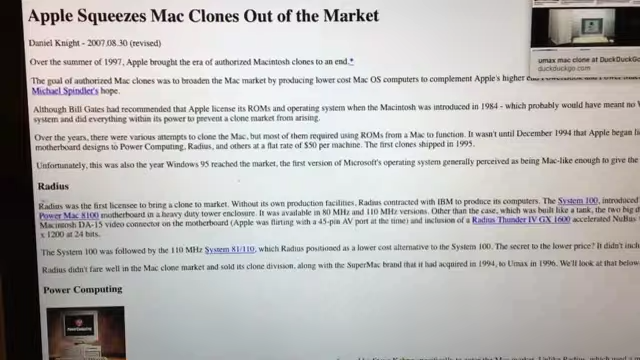 Apple Squeezes Mac Clones Out of the Market
umax mac clone at DuckDuckGo
duckduckgo.com
Daniel Knight - 2007.08.30 (revised)
Over the summer of 1997, Apple brought the era of authorized Macintosh clones to an end.*
The goal of authorized Mac clones was to broaden the Mac market by producing lower cost Mac OS computers to complement Apple's higher end
Michael Spindler's hope.
Although Bill Gates had recommended that Apple license its ROMs and operating system when the Macintosh was introduced in 1984 - which probably would have meant no
system and did everything within its power to prevent a clone market from arising.
Over the years, there were various attempts to clone the Mac, but most of them required using ROMs from a Mac to function. It wasn't until December 1994 that Apple began
motherboard designs to Power Computing, Radius, and others at a flat rate of $50 per machine. The first clones shipped in 1995.
Unfortunately, this was also the year Windows 95 reached the market, the first version of Microsoft's operating system generally perceived as being Mac-like enough to give the
Radius
Radius was the first licensee to bring a clone to market. Without its own production facilities, Radius contracted with IBM to produce its computers. The System 100, introduced
Power Mac 8100 motherboard in a heavy duty tower enclosure. It was available in 80 MHz and 110 MHz versions. Other than the case, which was built like a tank, the two big
Macintosh DA-15 video connector on the motherboard (Apple was flirting with a 45-pin AV port at the time) and inclusion of a Radius Thunder IV GX 1600 accelerated NuBus
x 1200 at 24 bits.
The System 100 was followed by the 110 MHz System 81/110, which Radius positioned as a lower cost alternative to the System 100. The secret to the lower price? It didn't
Radius didn't fare well in the Mac clone market and sold its clone division, along with the SuperMac brand that it had acquired in 1994, to Umax in 1996. We'll look at that below
Power Computing